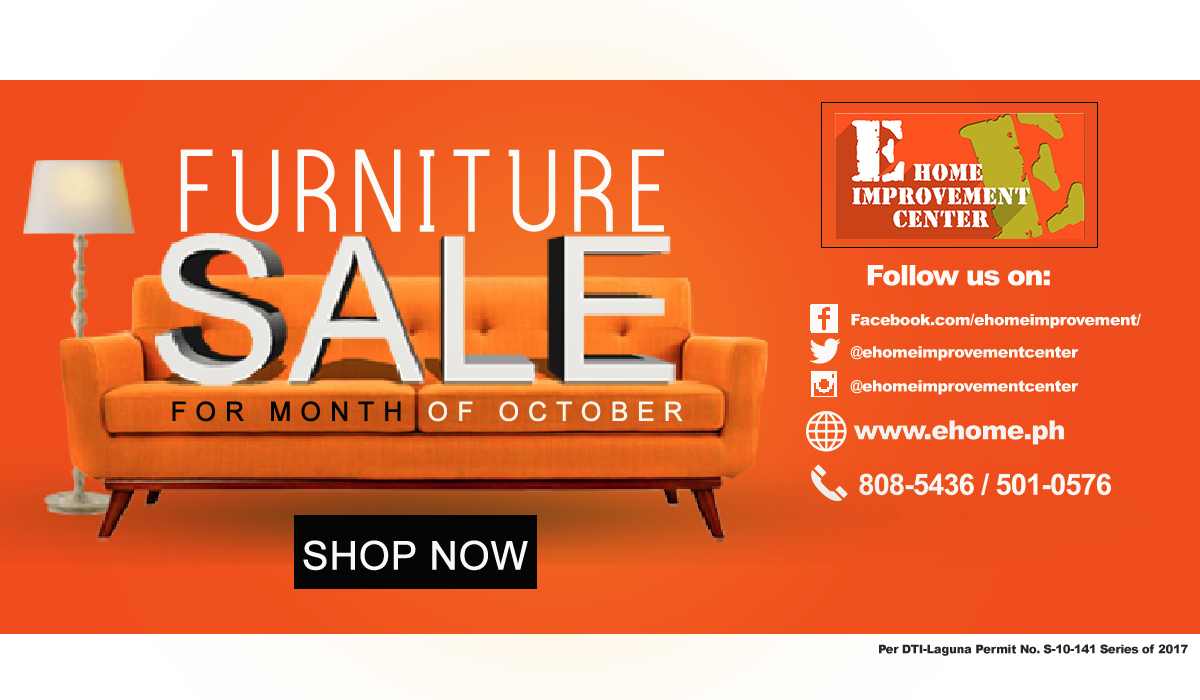 FURNITURE
SALE
FOR MONTH OF OCTOBER
SHOP NOW
E HOME
IMPROVEMENT
CENTER
Follow us on:
Facebook.com/ehomeimprovement/
@ehomeimprovementcenter
@ehomeimprovementcenter
www.ehome.ph
808-5436 / 501-0576
Per DTI-Laguna Permit No. S-10-141 Series of 2017